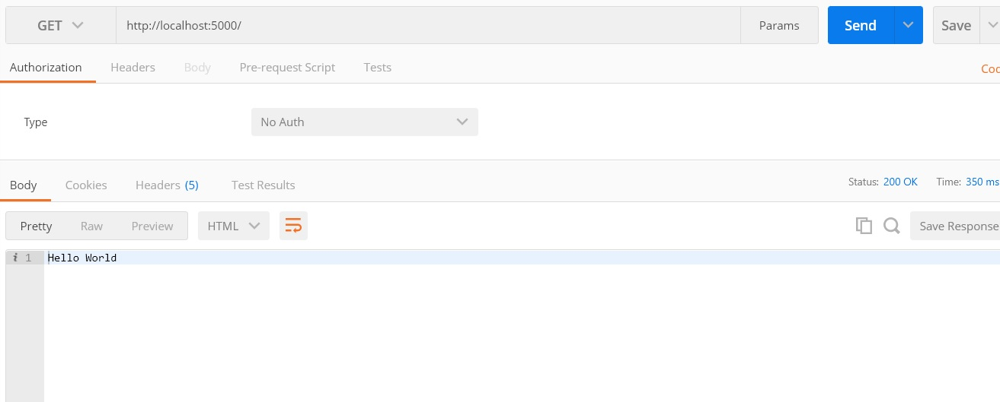 GET http://localhost:5000/ Params Send Save
Authorization Headers Body Pre-request Script Tests
Type No Auth
Body Cookies Headers (5) Test Results Status: 200 OK Time: 350 ms
Pretty Raw Preview HTML Save Response
i 1 Hello World